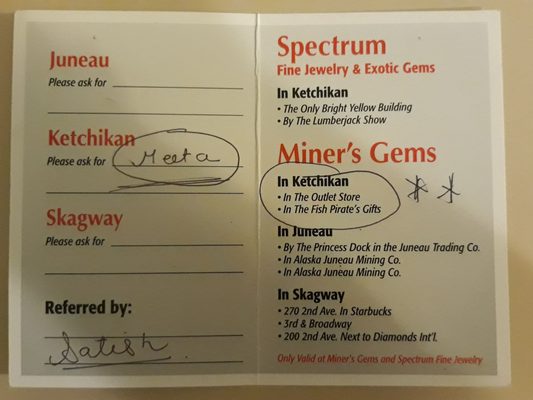 Juneau
Please ask for
Ketchikan
Please ask for Meeta
Skagway
Please ask for
Referred by:
Satish
Spectrum
Fine Jewelry & Exotic Gems
In Ketchikan
• The Only Bright Yellow Building
• By The Lumberjack Show
Miner's Gems
In Ketchikan
• In The Outlet Store
• In The Fish Pirate's Gifts
In Juneau
• By The Princess Dock in the Juneau Trading Co.
• In Alaska Juneau Mining Co.
• In Alaska Juneau Mining Co.
In Skagway
• 270 2nd Ave. In Starbucks
• 3rd & Broadway
• 200 2nd Ave. Next to Diamonds Int'l.
Only Valid at Miner's Gems and Spectrum Fine Jewelry